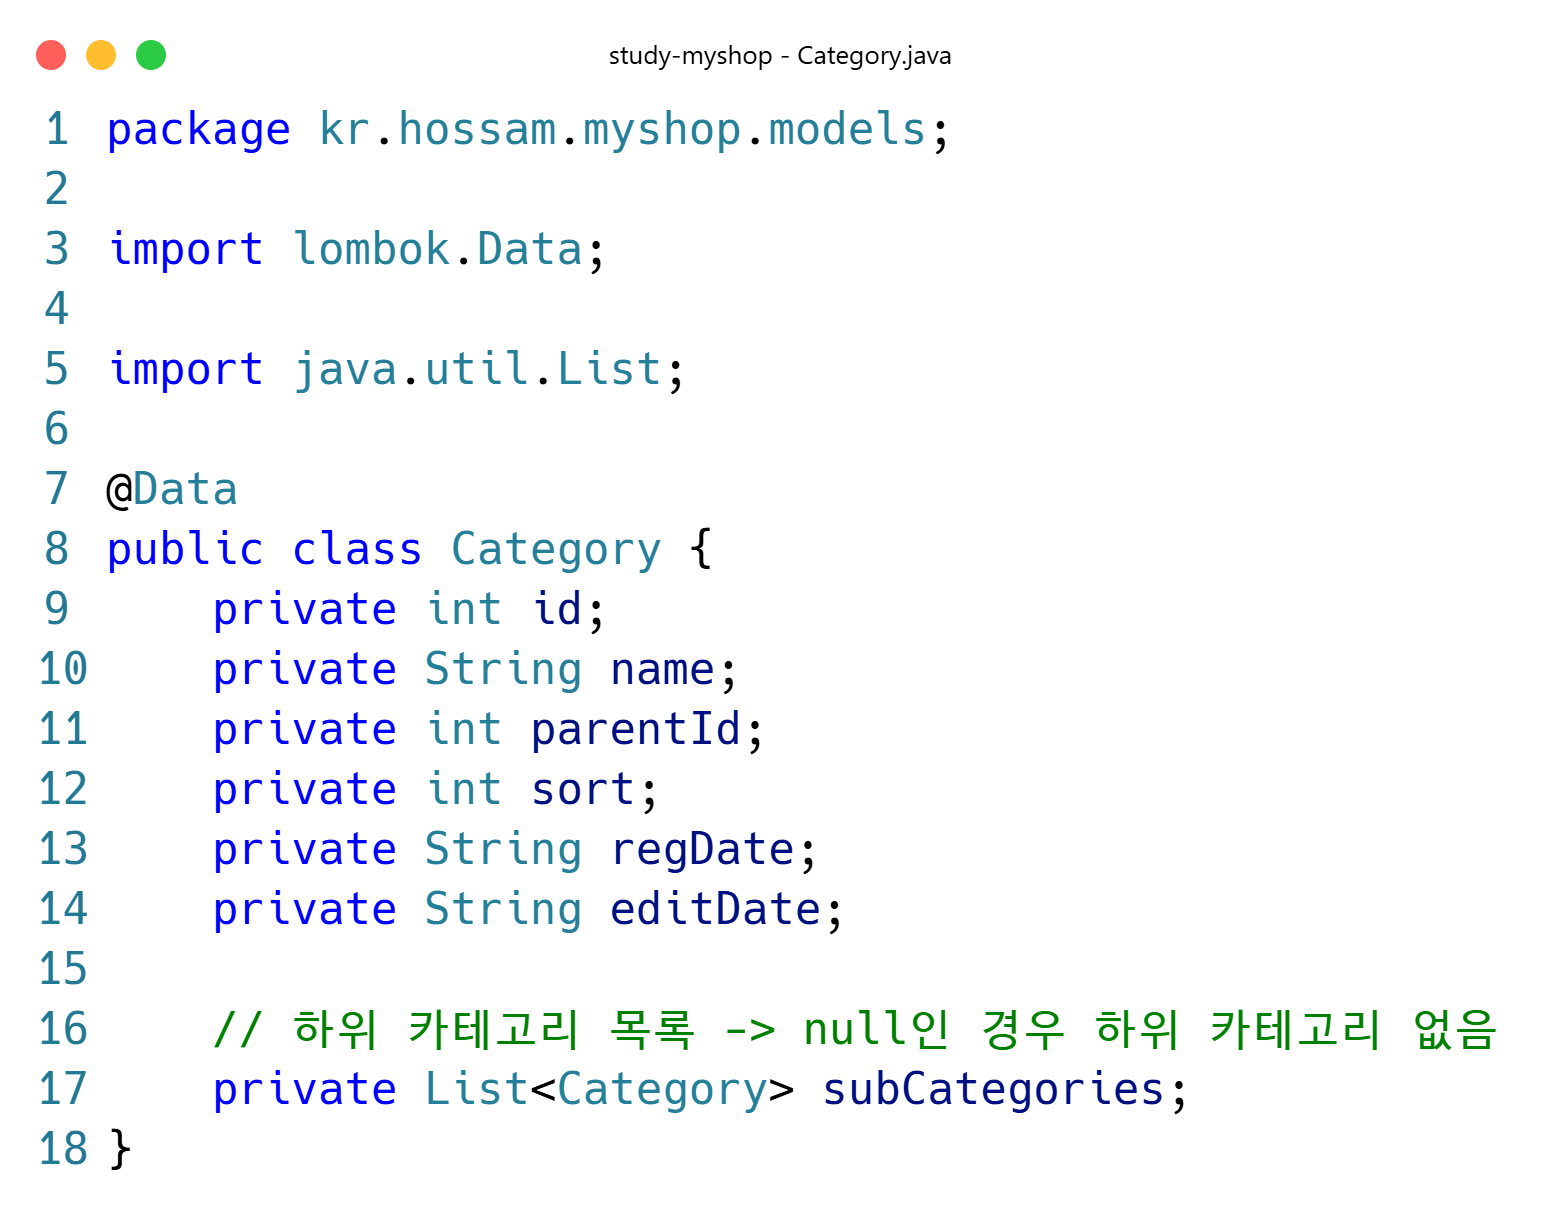 study-myshop - Category.java
1 package kr.hossam.myshop.models;
2
3 import lombok.Data;
4
5 import java.util.List;
6
7 @Data
8 public class Category {
9     private int id;
10     private String name;
11     private int parentId;
12     private int sort;
13     private String regDate;
14     private String editDate;
15
16     // 하위 카테고리 목록 -> null인 경우 하위 카테고리 없음
17     private List<Category> subCategories;
18 }